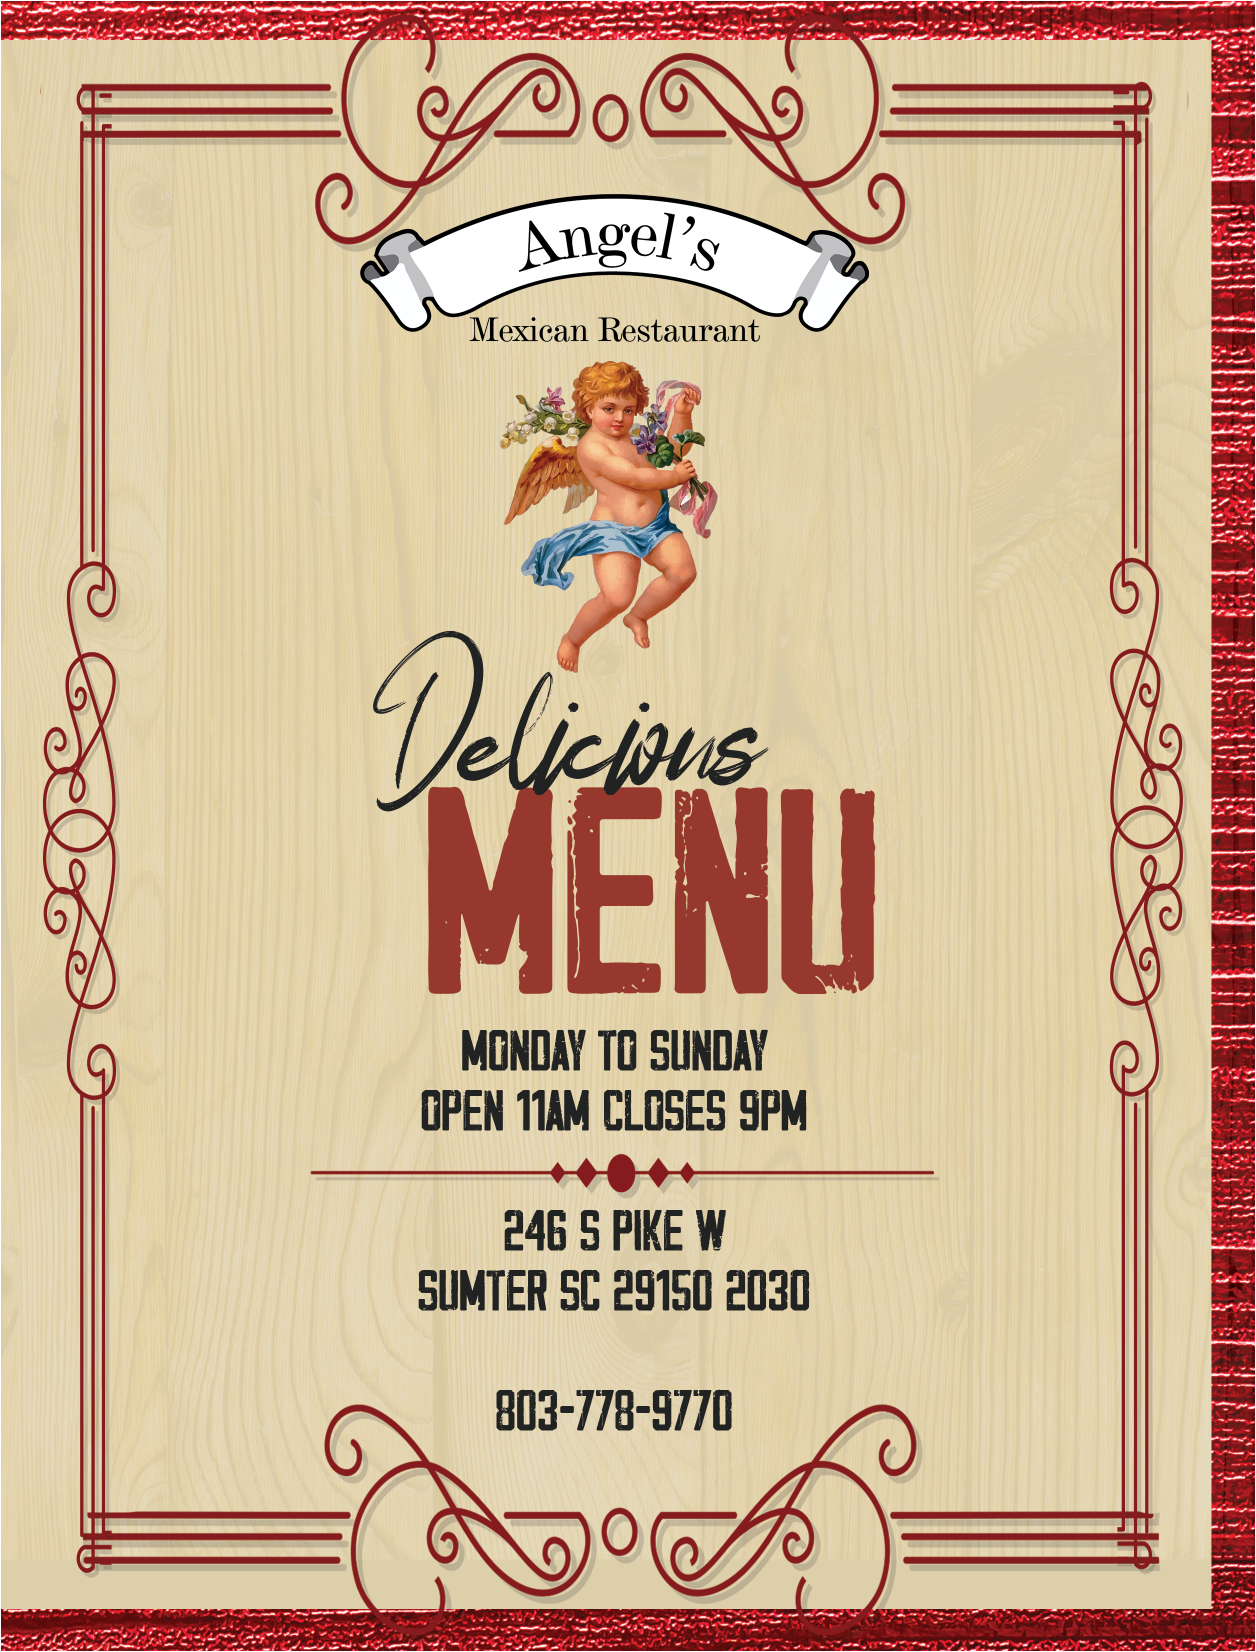 Angel's
Mexican Restaurant
Delicious
MENU
MONDAY TO SUNDAY
OPEN 11AM CLOSES 9PM
246 S PIKE W
SUMTER SC 29150 2030
803-778-9770